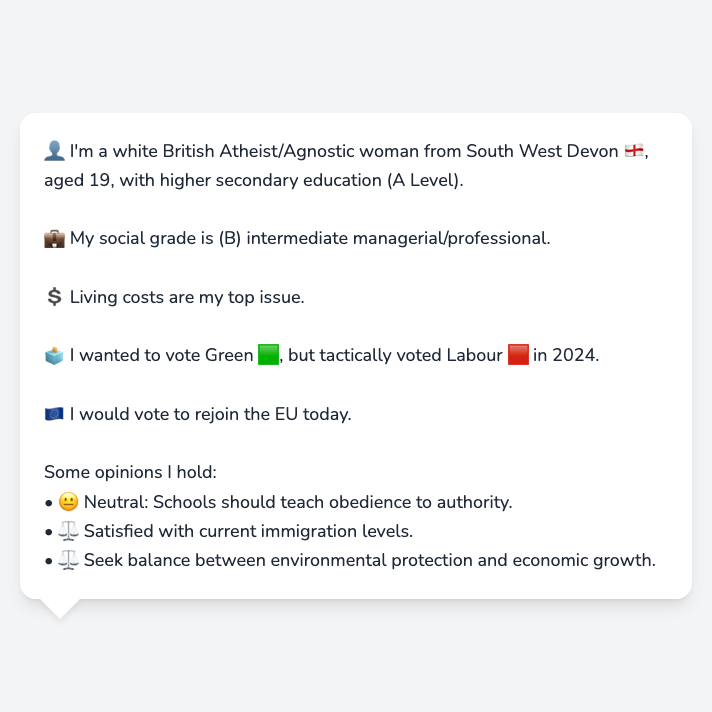 👤 I'm a white British Atheist/Agnostic woman from South West Devon 🏴󠁧󠁢󠁥󠁮󠁧󠁿,
aged 19, with higher secondary education (A Level).
💼 My social grade is (B) intermediate managerial/professional.
💲 Living costs are my top issue.
🗳️ I wanted to vote Green 🟩, but tactically voted Labour 🟥 in 2024.
🇪🇺 I would vote to rejoin the EU today.
Some opinions I hold:
• 😐 Neutral: Schools should teach obedience to authority.
• ⚖️ Satisfied with current immigration levels.
• ⚖️ Seek balance between environmental protection and economic growth.